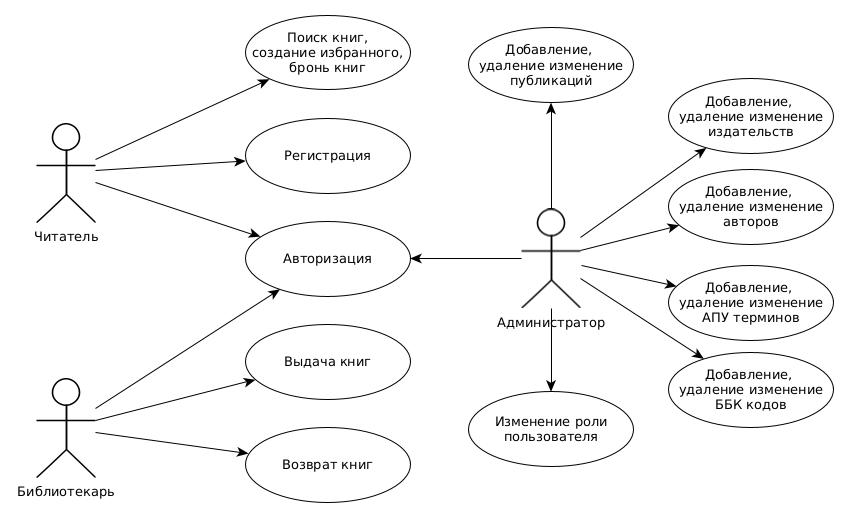 Поиск книг,
создание избранного,
бронь книг
Регистрация
Читатель
Авторизация
Выдача книг
Возврат книг
Библиотекарь
Добавление,
удаление изменение
публикаций
Добавление,
удаление изменение
издательств
Добавление,
удаление изменение
авторов
Добавление,
удаление изменение
АПУ терминов
Добавление,
удаление изменение
ББК кодов
Администратор
Изменение роли
пользователя